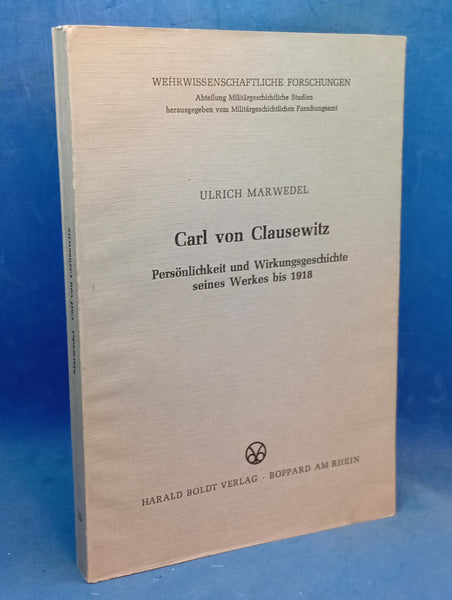 WEHRWISSENSCHAFTLICHE FORSCHUNGEN
Abteilung Militärgeschichtliche Studien
herausgegeben vom Militärgeschichtlichen Forschungsamt
ULRICH MARWEDEL
Carl von Clausewitz
Persönlichkeit und Wirkungsgeschichte
seines Werkes bis 1918
HARALD BOLDT VERLAG · BOPPARD AM RHEIN
Marwedel Carl von Clausewitz